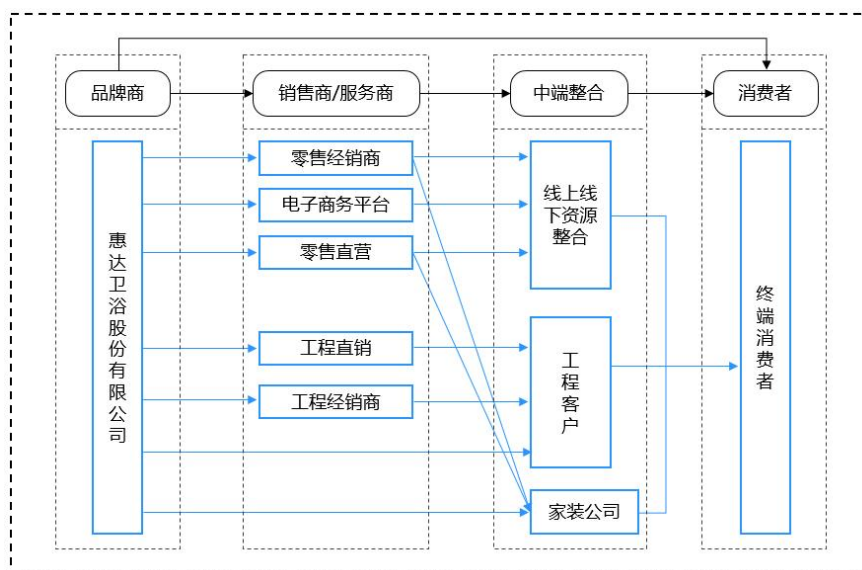 品牌商
销售商/服务商
中端整合
消费者
惠达卫浴股份有限公司
零售经销商
电子商务平台
零售直营
工程直销
工程经销商
线上线
下资源
整合
工程客户
家装公司
终端消费者